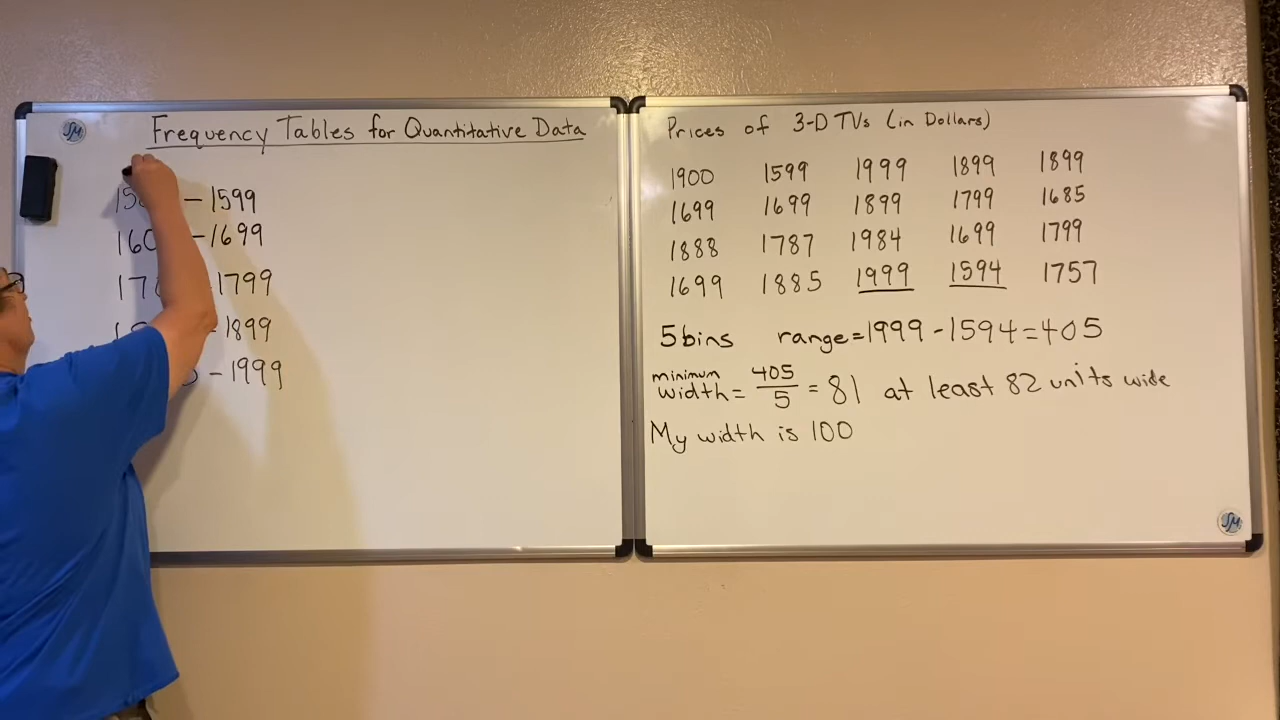 Frequency Tables for Quantitative Data
- 1599
- 1699
- 1799
- 1899
- 1999
Prices of 3-D TVs (in Dollars)
1900 1599 1999 1899 1899
1699 1699 1899 1799 1685
1888 1787 1984 1699 1799
1699 1885 1999 1594 1757
5 bins range = 1999 - 1594 = 405
minimum width = 405/5 = 81 at least 82 units wide
My width is 100
SM
SM